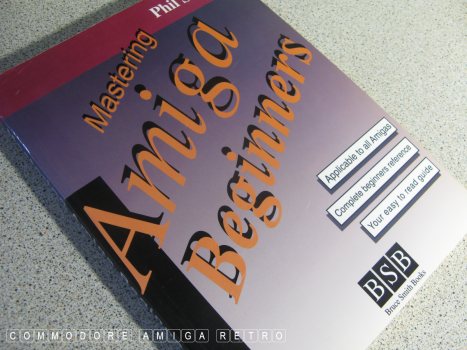 Phil
Mastering
Amiga
Beginners
Applicable to all Amigas
Complete beginners reference
Your easy to read guide
BSB
Bruce Smith Books
COMMODORE AMIGA RETRO